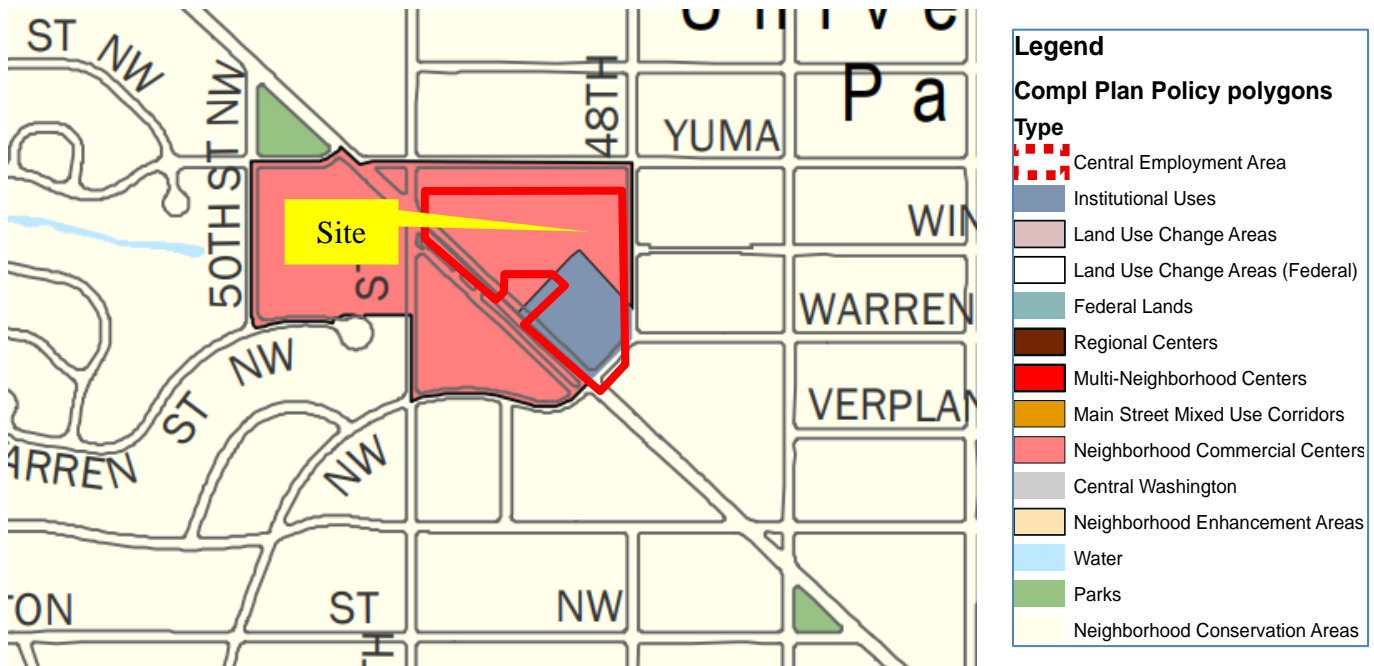 ST NW
50TH ST NW
48TH
YUMA
Pa
WIN
WARREN
VERPLAN
Site
ST NW
ARREN
NW
ON ST NW
Legend
Compl Plan Policy polygons
Type
Central Employment Area
Institutional Uses
Land Use Change Areas
Land Use Change Areas (Federal)
Federal Lands
Regional Centers
Multi-Neighborhood Centers
Main Street Mixed Use Corridors
Neighborhood Commercial Centers
Central Washington
Neighborhood Enhancement Areas
Water
Parks
Neighborhood Conservation Areas